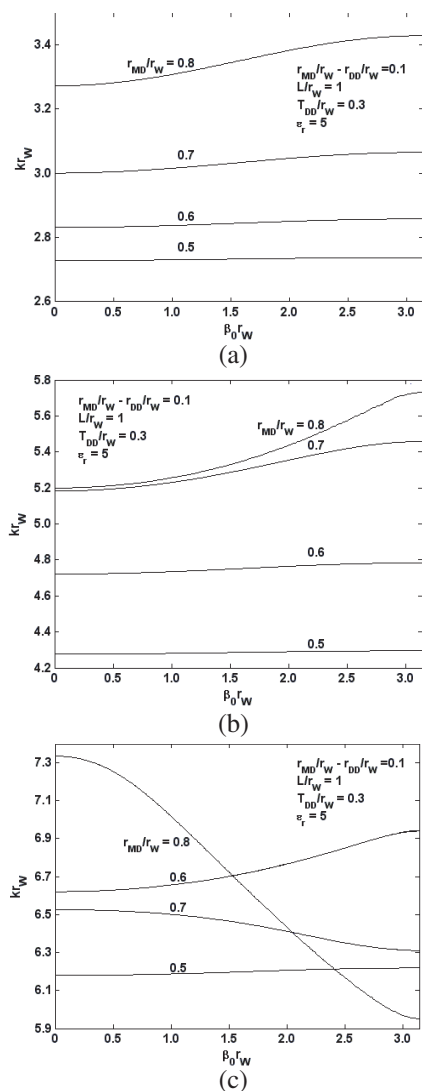 3.4
3.2
3.0
2.8
2.6
kr_W
r_MD/r_W = 0.8
r_MD/r_W - r_DD/r_W =0.1
L/r_W = 1
T_DD/r_W = 0.3
ε_r = 5
0.7
0.6
0.5
0 0.5 1.0 1.5 2.0 2.5 3.0
β_0 r_W
(a)
5.8
5.6
5.4
5.2
5.0
4.8
4.6
4.4
4.2
kr_W
r_MD/r_W - r_DD/r_W = 0.1
L/r_W = 1
T_DD/r_W = 0.3
ε_r = 5
r_MD/r_W = 0.8
0.7
0.6
0.5
0 0.5 1.0 1.5 2.0 2.5 3.0
β_0 r_W
(b)
7.3
7.1
6.9
6.7
6.5
6.3
6.1
5.9
kr_W
r_MD/r_W - r_DD/r_W =0.1
L/r_W = 1
T_DD/r_W = 0.3
ε_r = 5
r_MD/r_W = 0.8
0.6
0.7
0.5
0 0.5 1.0 1.5 2.0 2.5 3.0
β_0 r_W
(c)